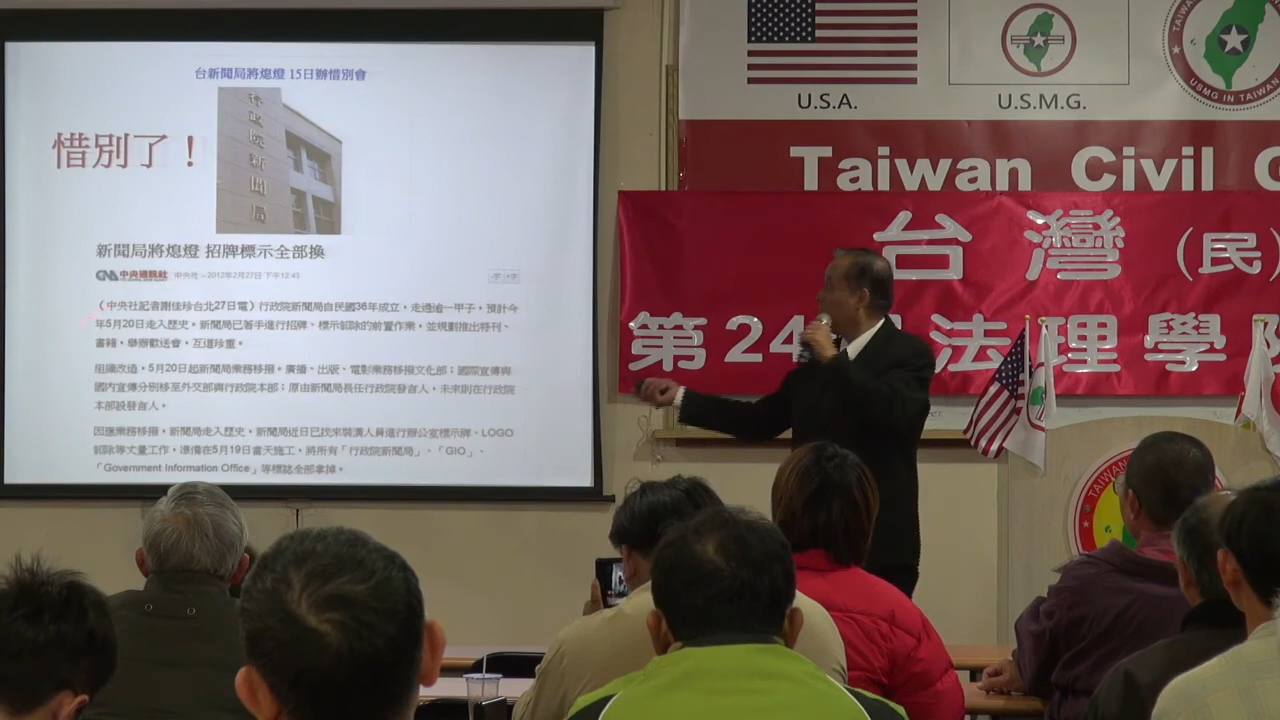 台新聞局將熄燈 15日辦惜別會
惜別了！
行政院新聞局
新聞局將熄燈 招牌標示全部換
CNA 中央通訊社 中央社 – 2012年2月27日 下午12:43
（中央社記者謝佳珍台北27日電）行政院新聞局自民國36年成立，走過逾一甲子，預計今
年5月20日走入歷史。新聞局已著手進行招牌、標示卸除的前置作業，並規劃推出特刊、
書籍，舉辦歡送會，互道珍重。
組織改造，5月20日起新聞局業務移撥。廣播、出版、電影業務移撥文化部；國際宣傳與
國內宣傳分別移至外交部與行政院本部；原由新聞局長任行政院發言人，未來則在行政院
本部設發言人。
因應業務移撥，新聞局走入歷史，新聞局近日已找來裝潢人員進行辦公室標示牌、LOGO
卸除等丈量工作，準備在5月19日當天施工，將所有「行政院新聞局」、「GIO」、
「Government Information Office」等標誌全部拿掉。
U.S.A.
U.S.M.G.
USMG IN TAIWAN
Taiwan Civil G
台灣(民)
第24 法理學
TAIWAN